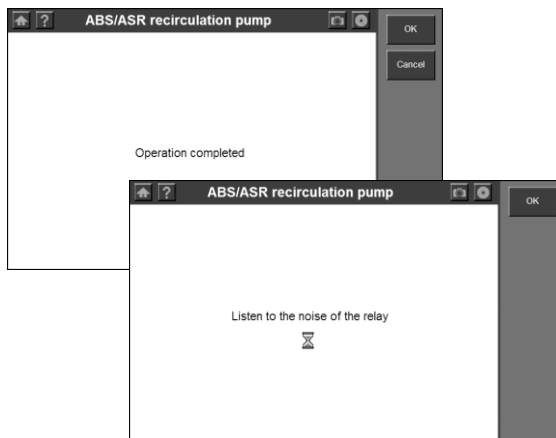 ABS/ASR recirculation pump
OK
Cancel
Operation completed
ABS/ASR recirculation pump
OK
Listen to the noise of the relay